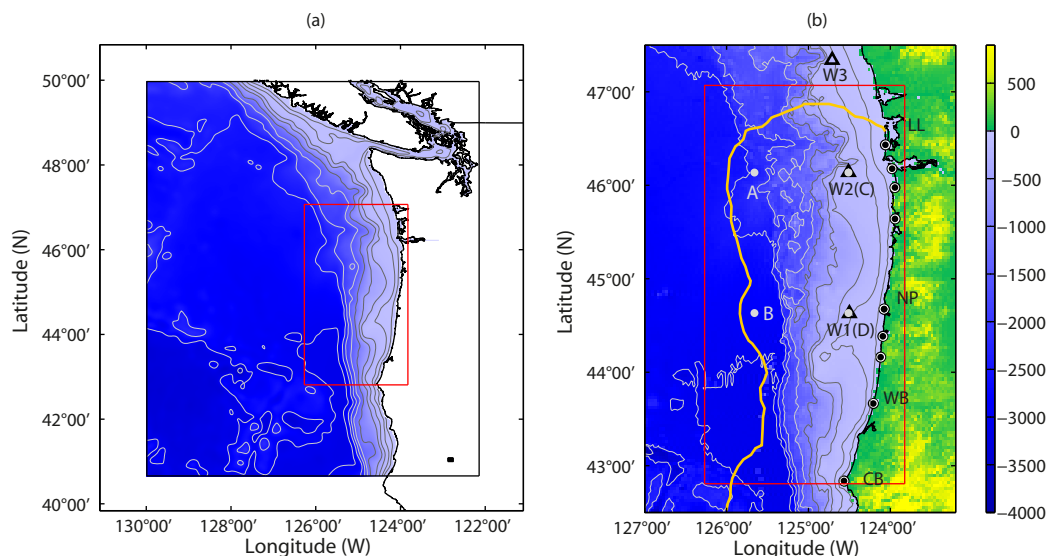 (a)
50°00′
48°00′
46°00′
44°00′
42°00′
40°00′
Latitude (N)
130°00′ 128°00′ 126°00′ 124°00′ 122°00′
Longitude (W)
(b)
47°00′
46°00′
45°00′
44°00′
43°00′
Latitude (N)
127°00′ 126°00′ 125°00′ 124°00′
Longitude (W)
W3
LL
A
W2(C)
NP
B
W1(D)
WB
CB
500
0
−500
−1000
−1500
−2000
−2500
−3000
−3500
−4000